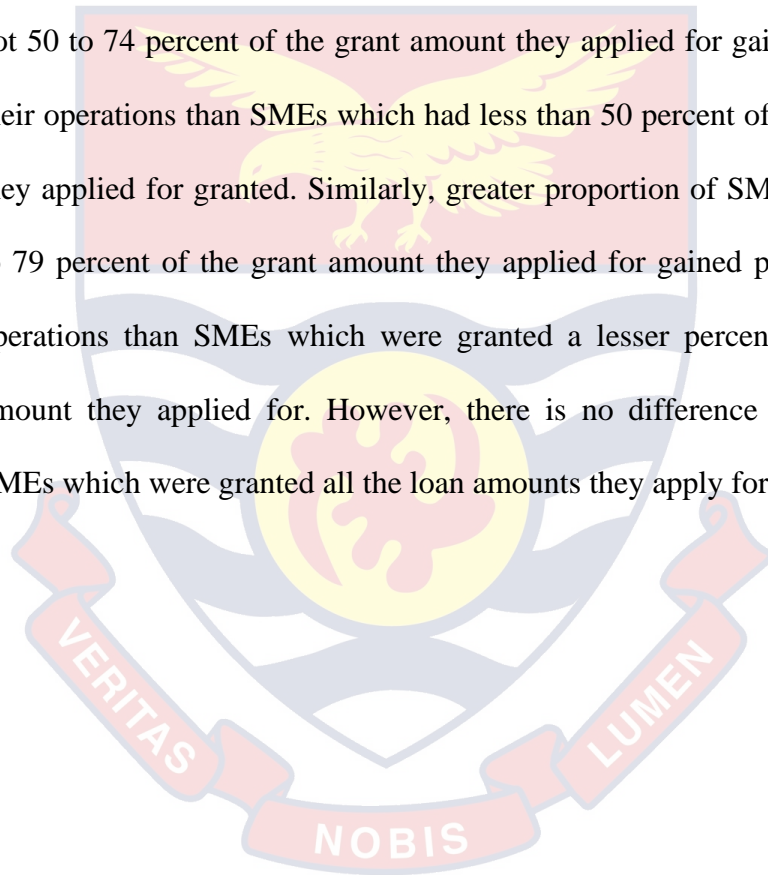 ot 50 to 74 percent of the grant amount they applied for gai
eir operations than SMEs which had less than 50 percent of
ey applied for granted. Similarly, greater proportion of SM
79 percent of the grant amount they applied for gained p
perations than SMEs which were granted a lesser percen
mount they applied for. However, there is no difference
MEs which were granted all the loan amounts they apply for
VERITAS
NOBIS
LUMEN